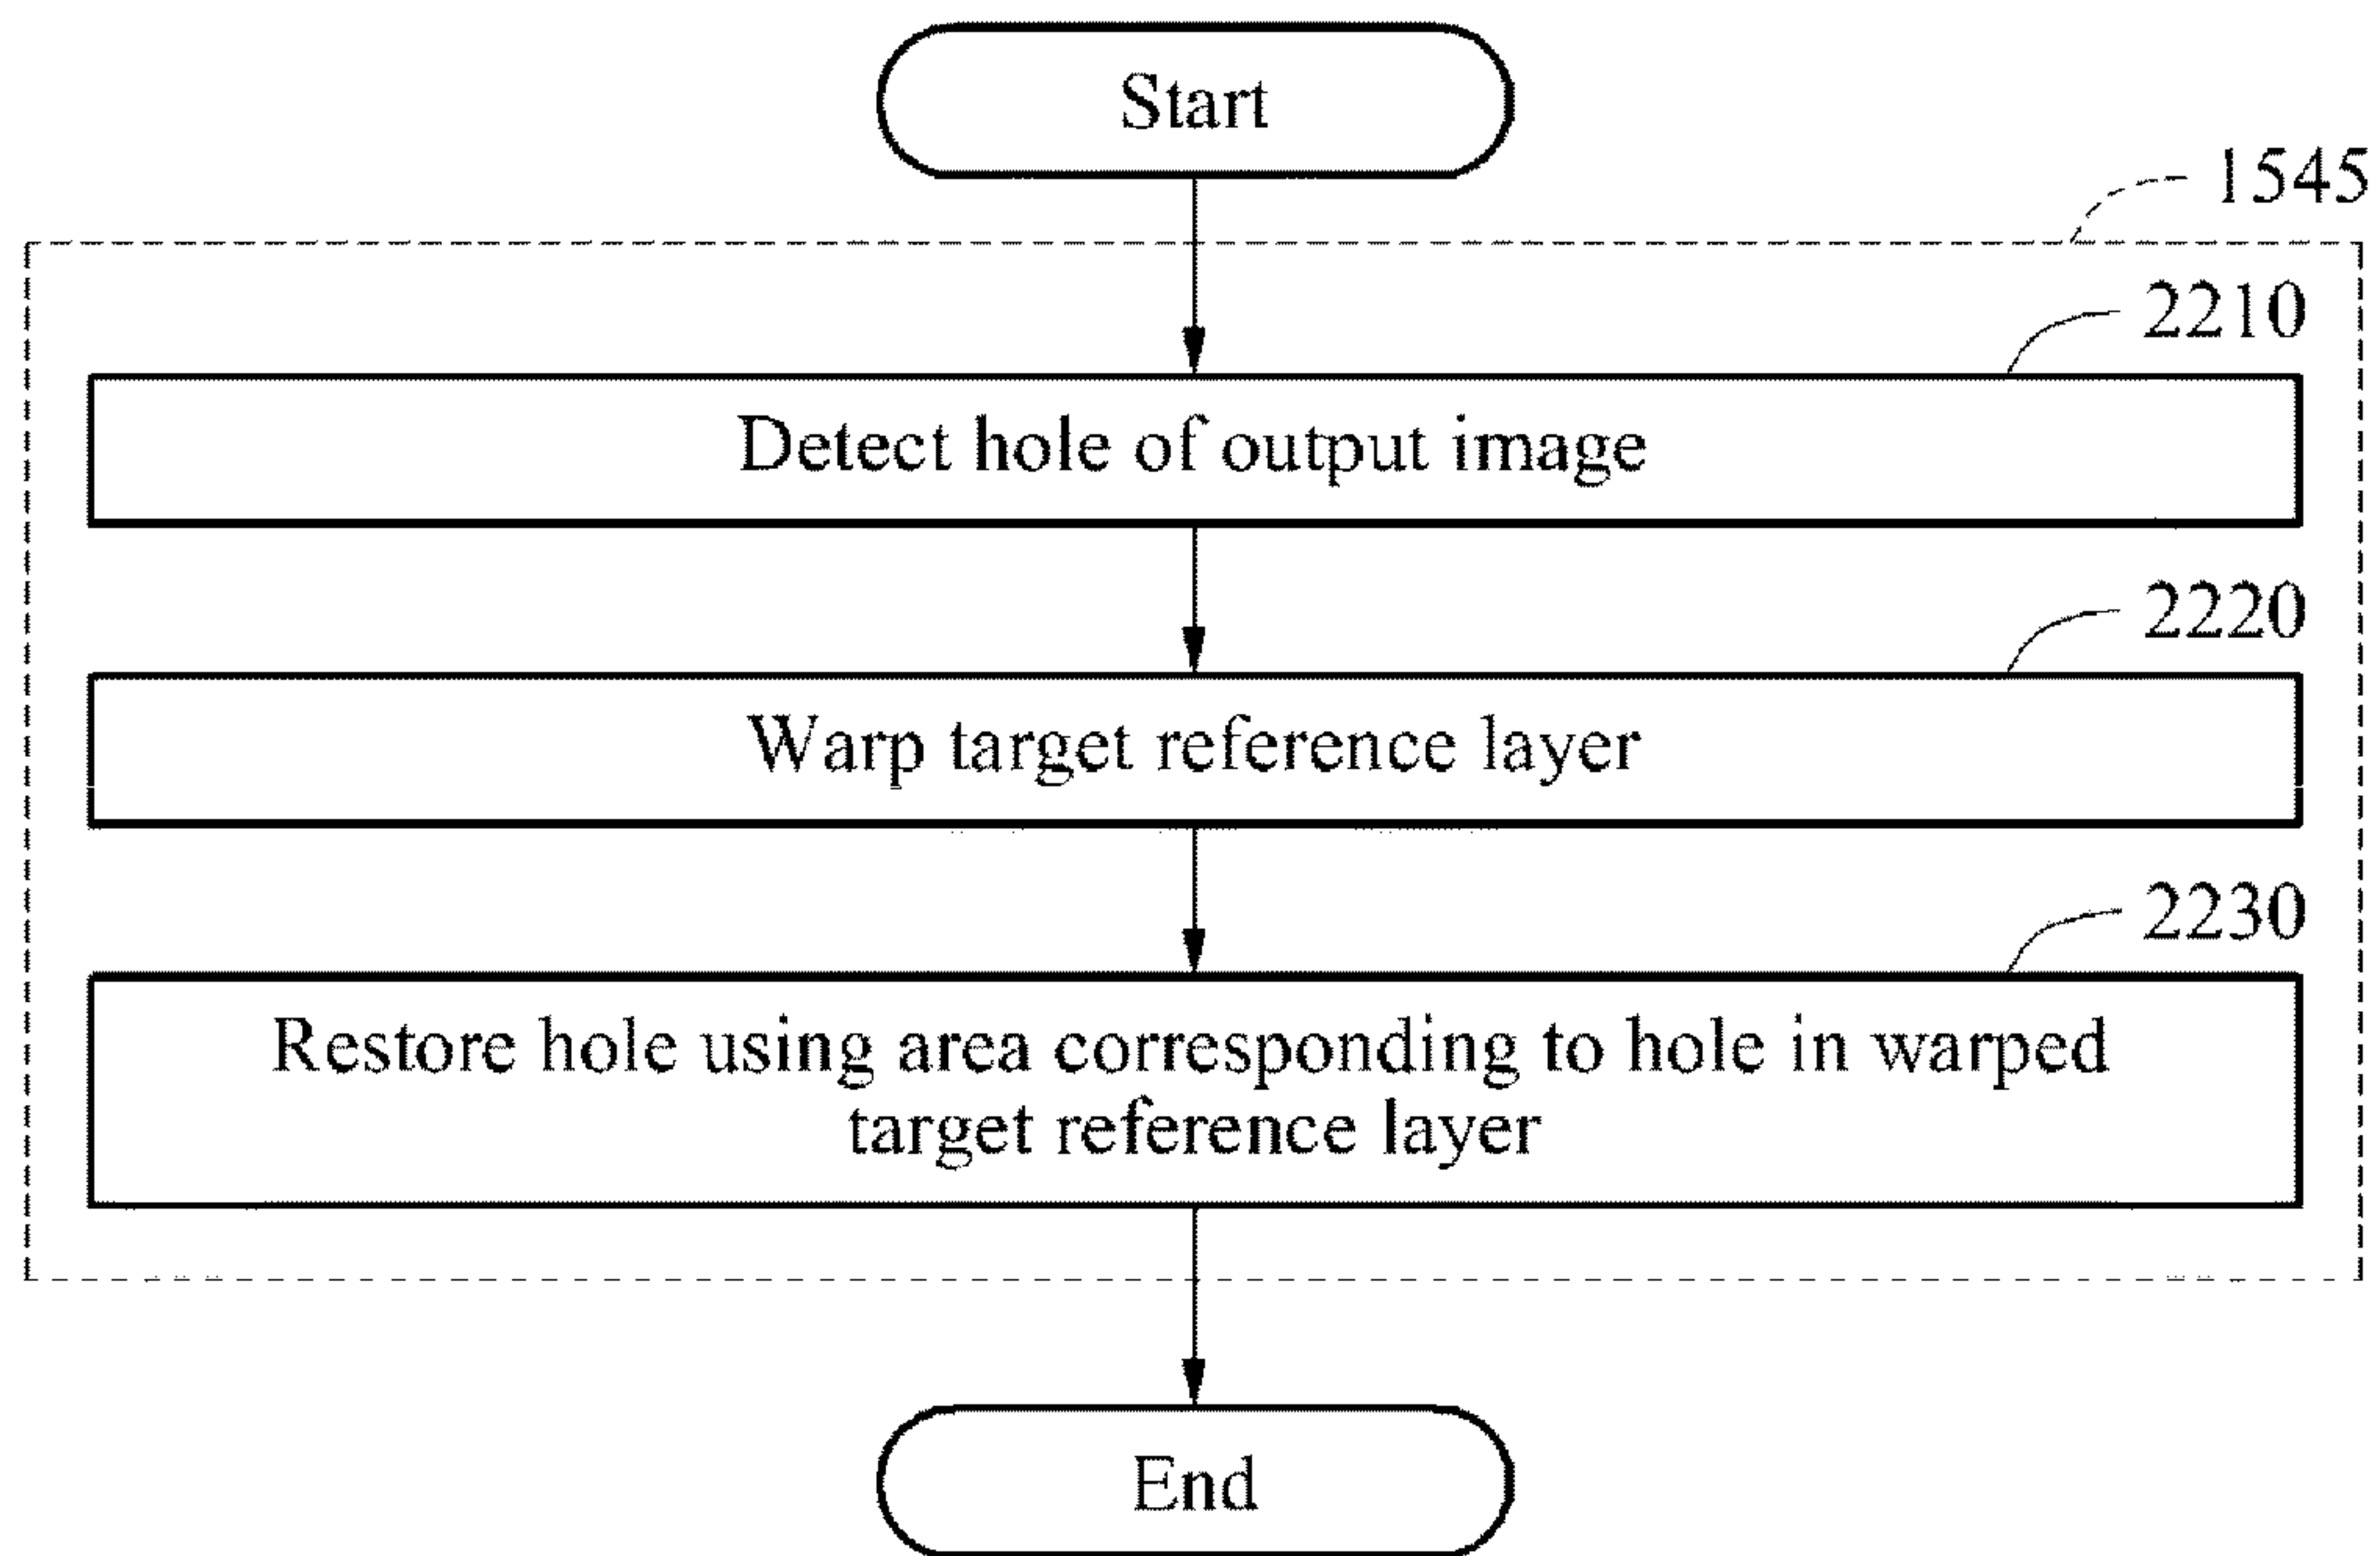 Start
1545
2210
Detect hole of output image
2220
Warp target reference layer
2230
Restore hole using area corresponding to hole in warped
target reference layer
End